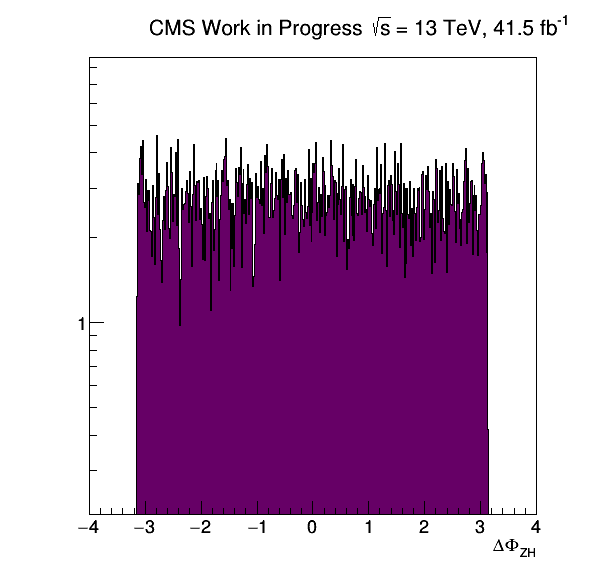 CMS Work in Progress √s = 13 TeV, 41.5 fb⁻¹
1
−4 −3 −2 −1 0 1 2 3 4
ΔΦ_ZH